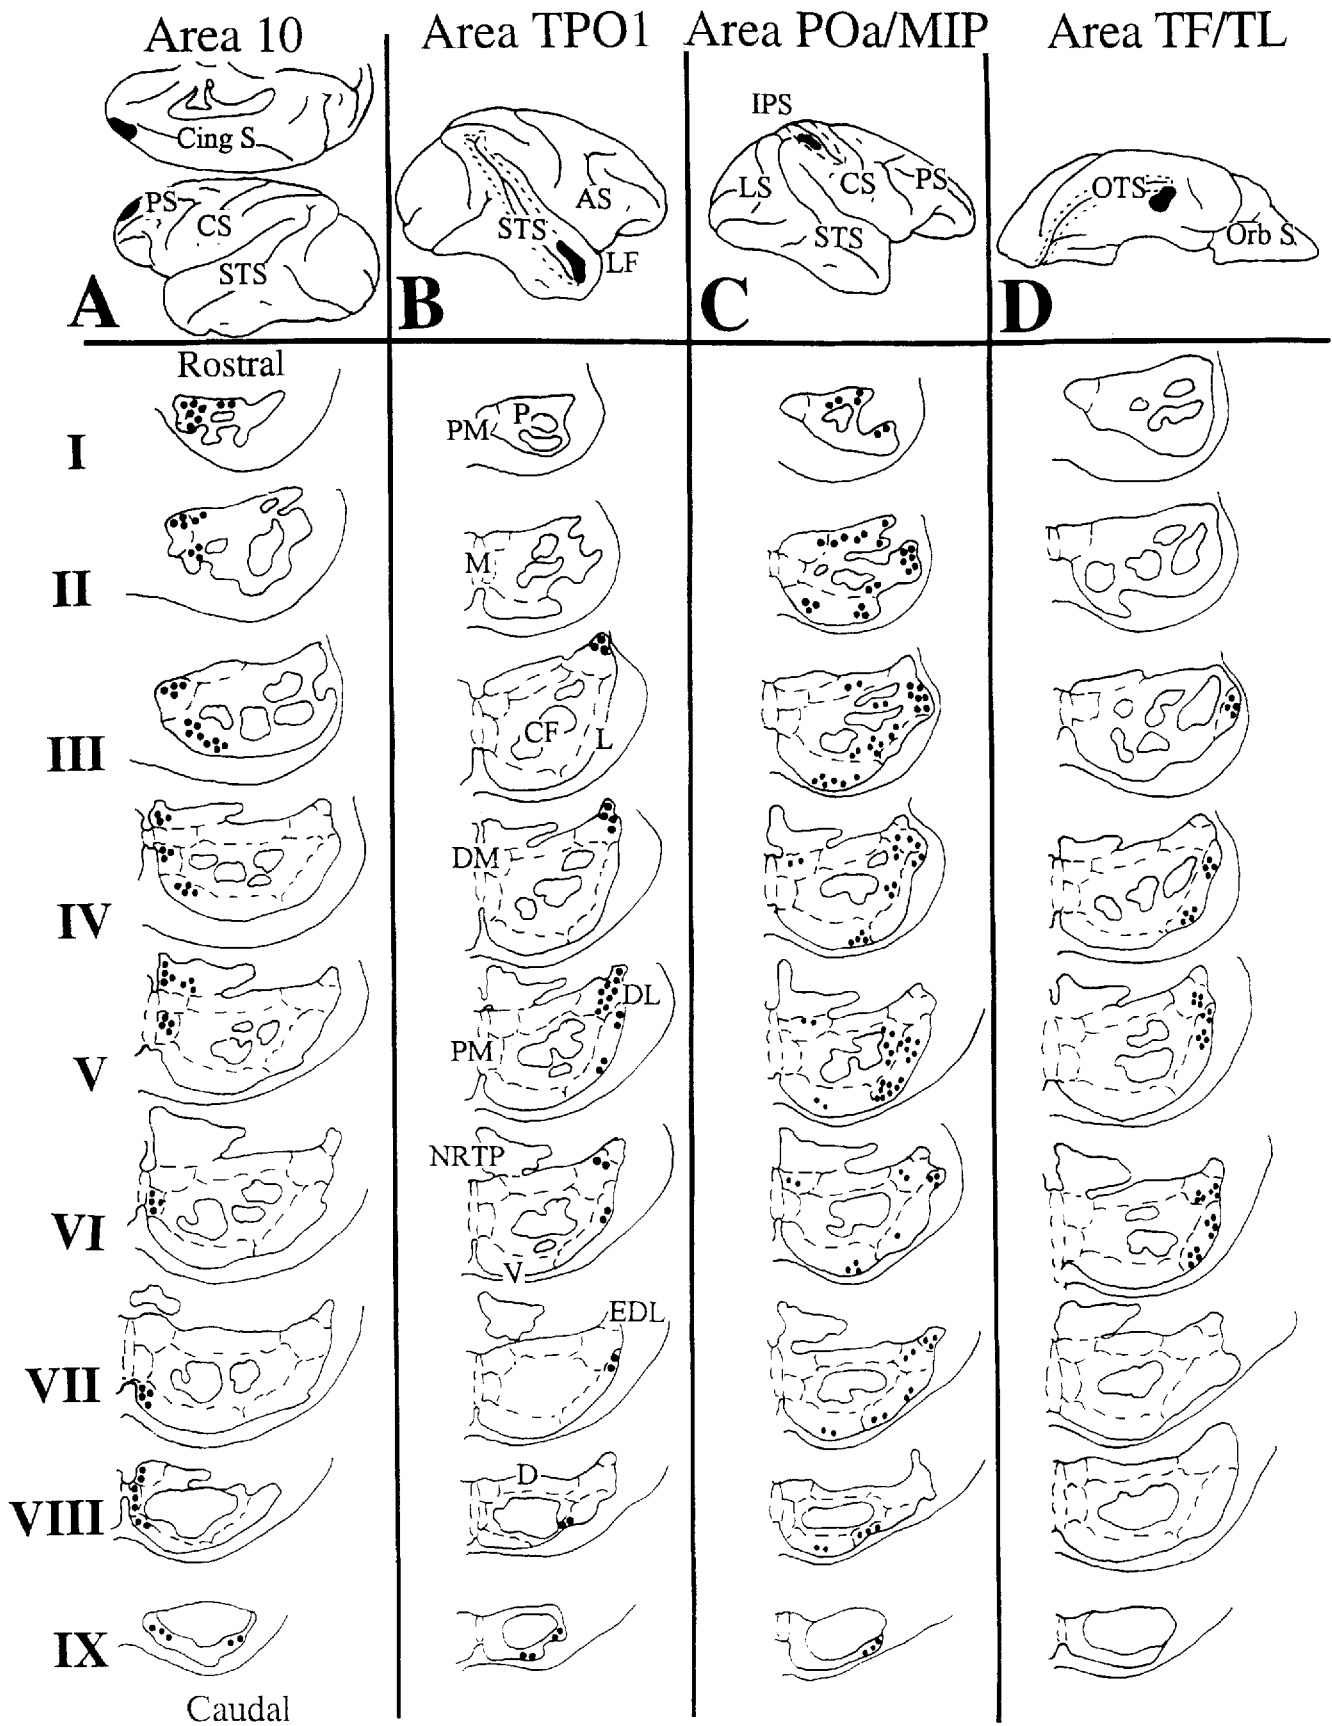 Area 10 Area TPO1 Area POa/MIP Area TF/TL
Cing S.
PS
CS
STS
A
AS
STS
LF
B
IPS
LS
CS
PS
STS
C
OTS
Orb S.
D
Rostral
I
PM
P
II
M
III
CF
L
IV
DM
V
PM
DL
VI
NRTP
V
VII
EDL
VIII
D
IX
Caudal